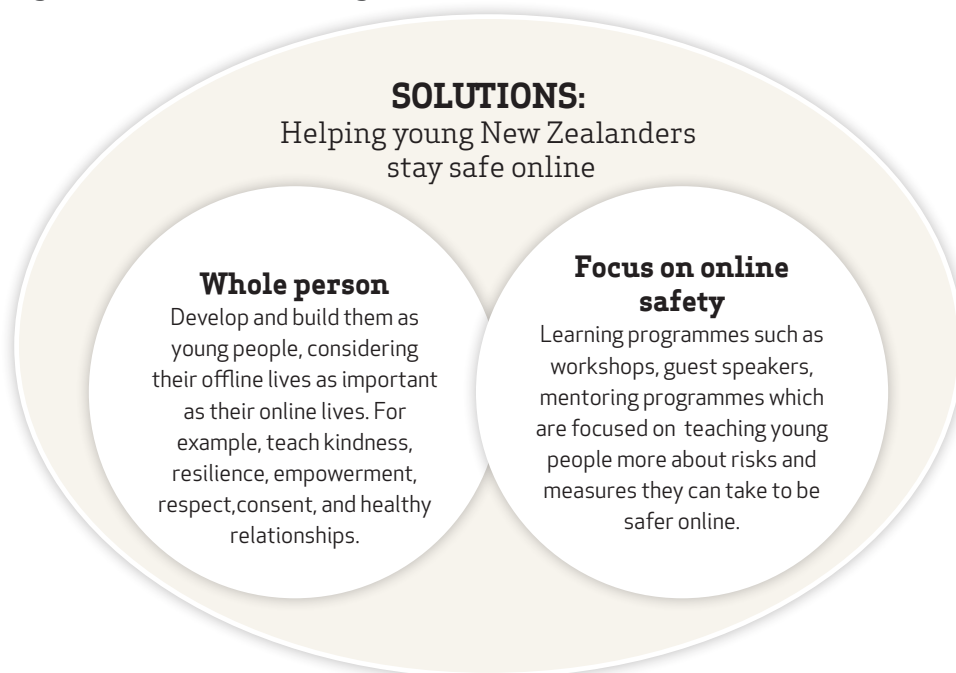 SOLUTIONS:
Helping young New Zealanders
stay safe online
Whole person
Develop and build them as
young people, considering
their offline lives as important
as their online lives. For
example, teach kindness,
resilience, empowerment,
respect,consent, and healthy
relationships.
Focus on online
safety
Learning programmes such as
workshops, guest speakers,
mentoring programmes which
are focused on  teaching young
people more about risks and
measures they can take to be
safer online.